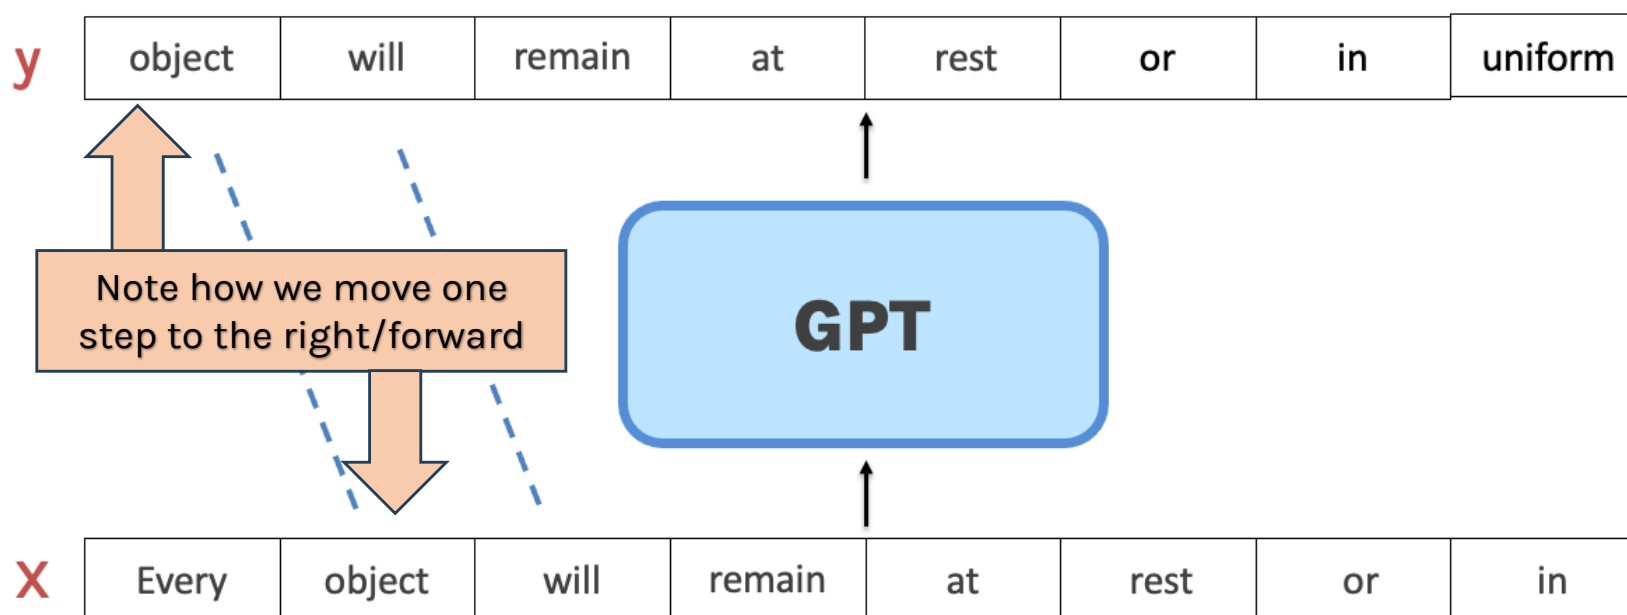 y object will remain at rest or in uniform
Note how we move one
step to the right/forward
GPT
X Every object will remain at rest or in